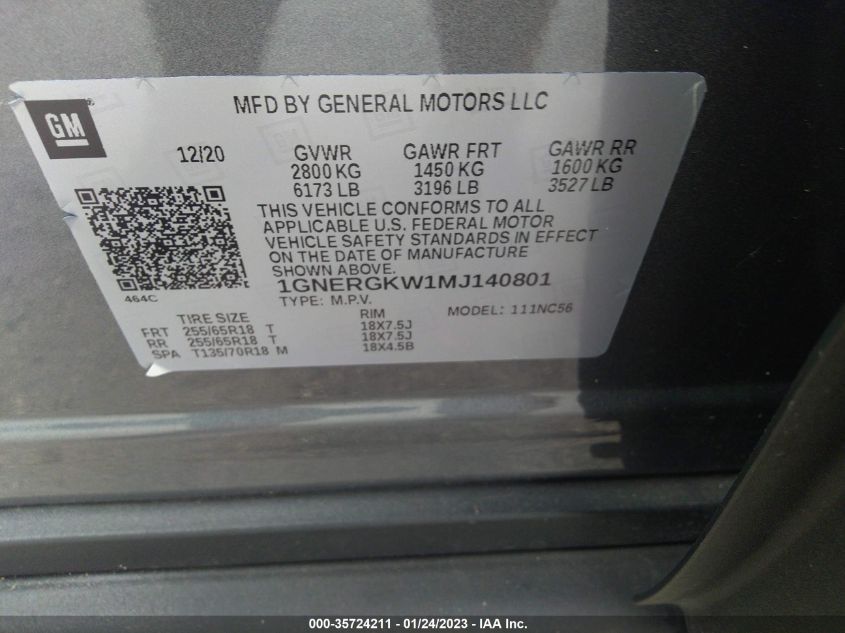 GM
MFD BY GENERAL MOTORS LLC
12/20 GVWR GAWR FRT GAWR RR
2800 KG 1450 KG 1600 KG
6173 LB 3196 LB 3527 LB
THIS VEHICLE CONFORMS TO ALL
APPLICABLE U.S. FEDERAL MOTOR
VEHICLE SAFETY STANDARDS IN EFFECT
ON THE DATE OF MANUFACTURE
SHOWN ABOVE.
1GNERGKW1MJ140801
464C
TYPE: M.P.V. MODEL: 111NC56
TIRE SIZE RIM
FRT 255/65R18 T 18X7.5J
RR 255/65R18 T 18X7.5J
SPA T135/70R18 M 18X4.5B
000-35724211 - 01/24/2023 - IAA Inc.